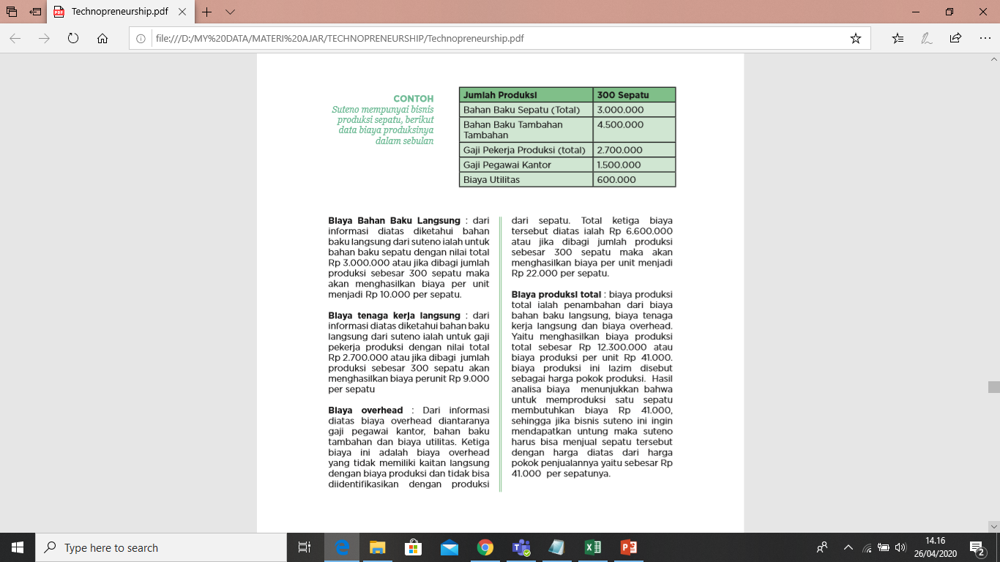 Technopreneurship.pdf
file:///D:/MY%20DATA/MATERI%20AJAR/TECHNOPRENEURSHIP/Technopreneurship.pdf
CONTOH
Suteno mempunyai bisnis
produksi sepatu, berikut
data biaya produksinya
dalam sebulan
Jumlah Produksi 300 Sepatu
Bahan Baku Sepatu (Total) 3.000.000
Bahan Baku Tambahan 4.500.000
Tambahan
Gaji Pekerja Produksi (total) 2.700.000
Gaji Pegawai Kantor 1.500.000
Biaya Utilitas 600.000
Biaya Bahan Baku Langsung : dari
informasi diatas diketahui bahan
baku langsung dari suteno ialah untuk
bahan baku sepatu dengan nilai total
Rp 3.000.000 atau jika dibagi jumlah
produksi sebesar 300 sepatu maka
akan menghasilkan biaya per unit
menjadi Rp 10.000 per sepatu.
Biaya tenaga kerja langsung : dari
informasi diatas diketahui bahan baku
langsung dari suteno ialah untuk gaji
pekerja produksi dengan nilai total
Rp 2.700.000 atau jika dibagi jumlah
produksi sebesar 300 sepatu akan
menghasilkan biaya perunit Rp 9.000
per sepatu
Biaya overhead : Dari informasi
diatas biaya overhead diantaranya
gaji pegawai kantor, bahan baku
tambahan dan biaya utilitas. Ketiga
biaya ini adalah biaya overhead
yang tidak memiliki kaitan langsung
dengan biaya produksi dan tidak bisa
diidentifikasikan dengan produksi
dari sepatu. Total ketiga biaya
tersebut diatas ialah Rp 6.600.000
atau jika dibagi jumlah produksi
sebesar 300 sepatu maka akan
menghasilkan biaya per unit menjadi
Rp 22.000 per sepatu.
Biaya produksi total : biaya produksi
total ialah penambahan dari biaya
bahan baku langsung, biaya tenaga
kerja langsung dan biaya overhead.
Yaitu menghasilkan biaya produksi
total sebesar Rp 12.300.000 atau
biaya produksi per unit Rp 41.000.
biaya produksi ini lazim disebut
sebagai harga pokok produksi. Hasil
analisa biaya menunjukkan bahwa
untuk memproduksi satu sepatu
membutuhkan biaya Rp 41.000,
sehingga jika bisnis suteno ini ingin
mendapatkan untung maka suteno
harus bisa menjual sepatu tersebut
dengan harga diatas dari harga
pokok penjualannya yaitu sebesar Rp
41.000 per sepatunya.
Type here to search
14.16
26/04/2020
2